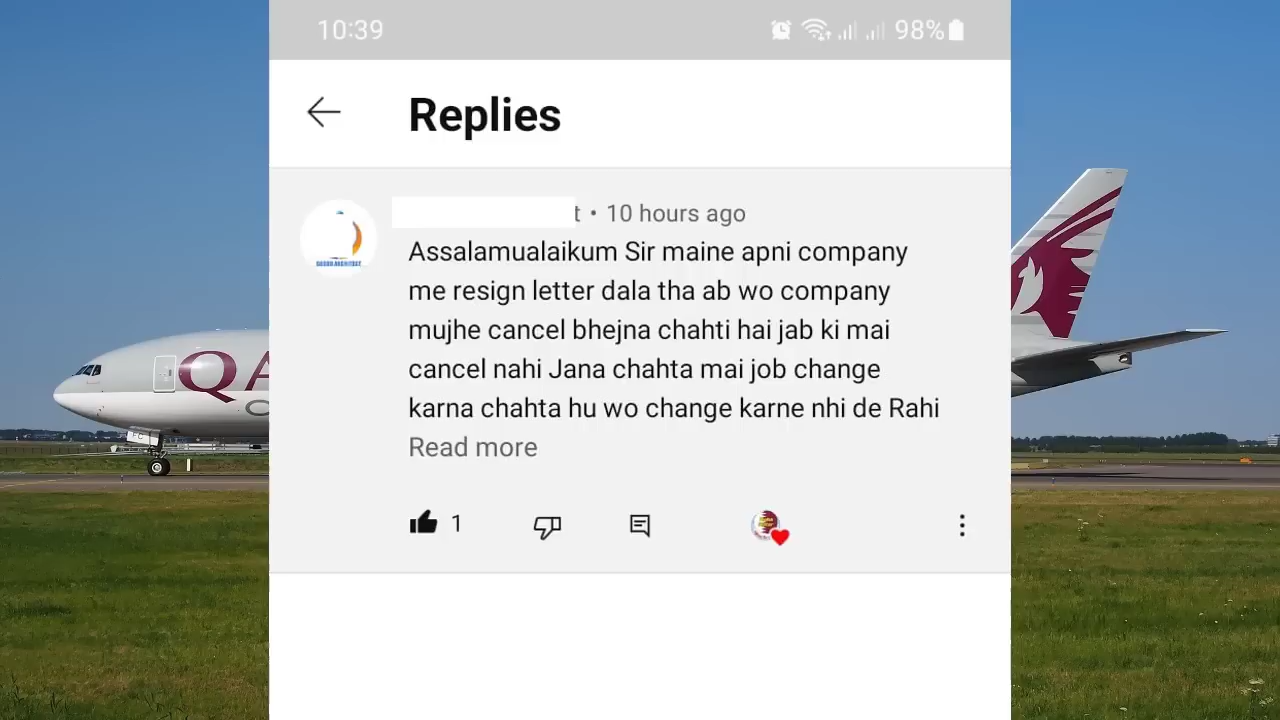 10:39
98%
Replies
t • 10 hours ago
Assalamualaikum Sir maine apni company
me resign letter dala tha ab wo company
mujhe cancel bhejna chahti hai jab ki mai
cancel nahi Jana chahta mai job change
karna chahta hu wo change karne nhi de Rahi
Read more
1
QA